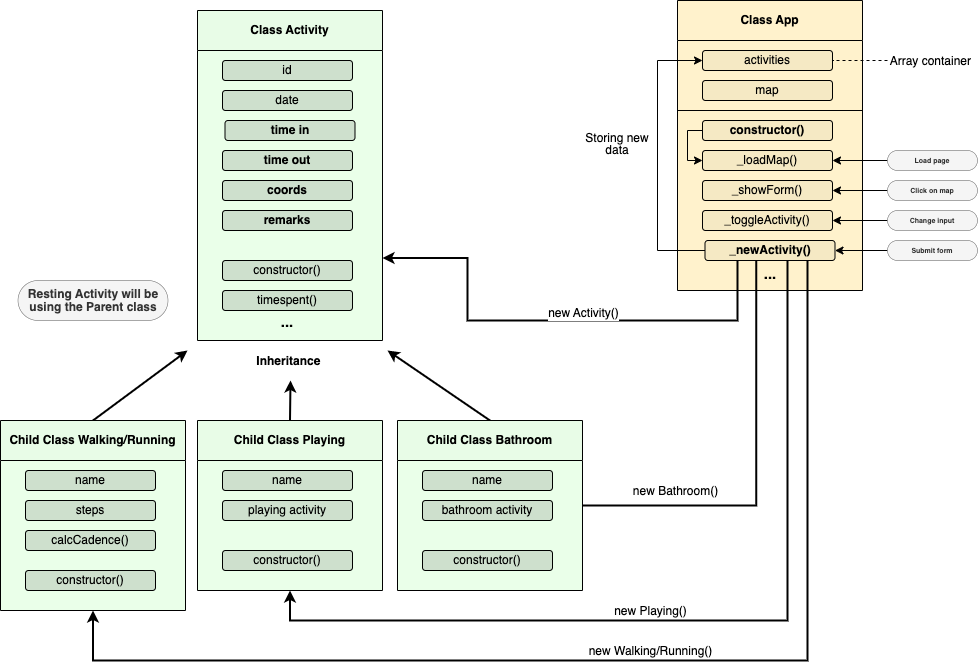 Class Activity
id
date
time in
time out
coords
remarks
constructor()
timespent()
...
Class App
activities
map
constructor()
_loadMap()
_showForm()
_toggleActivity()
_newActivity()
...
Array container
Storing new
data
Load page
Click on map
Change input
Submit form
Resting Activity will be
using the Parent class
Inheritance
new Activity()
Child Class Walking/Running
name
steps
calcCadence()
constructor()
Child Class Playing
name
playing activity
constructor()
Child Class Bathroom
name
bathroom activity
constructor()
new Bathroom()
new Playing()
new Walking/Running()